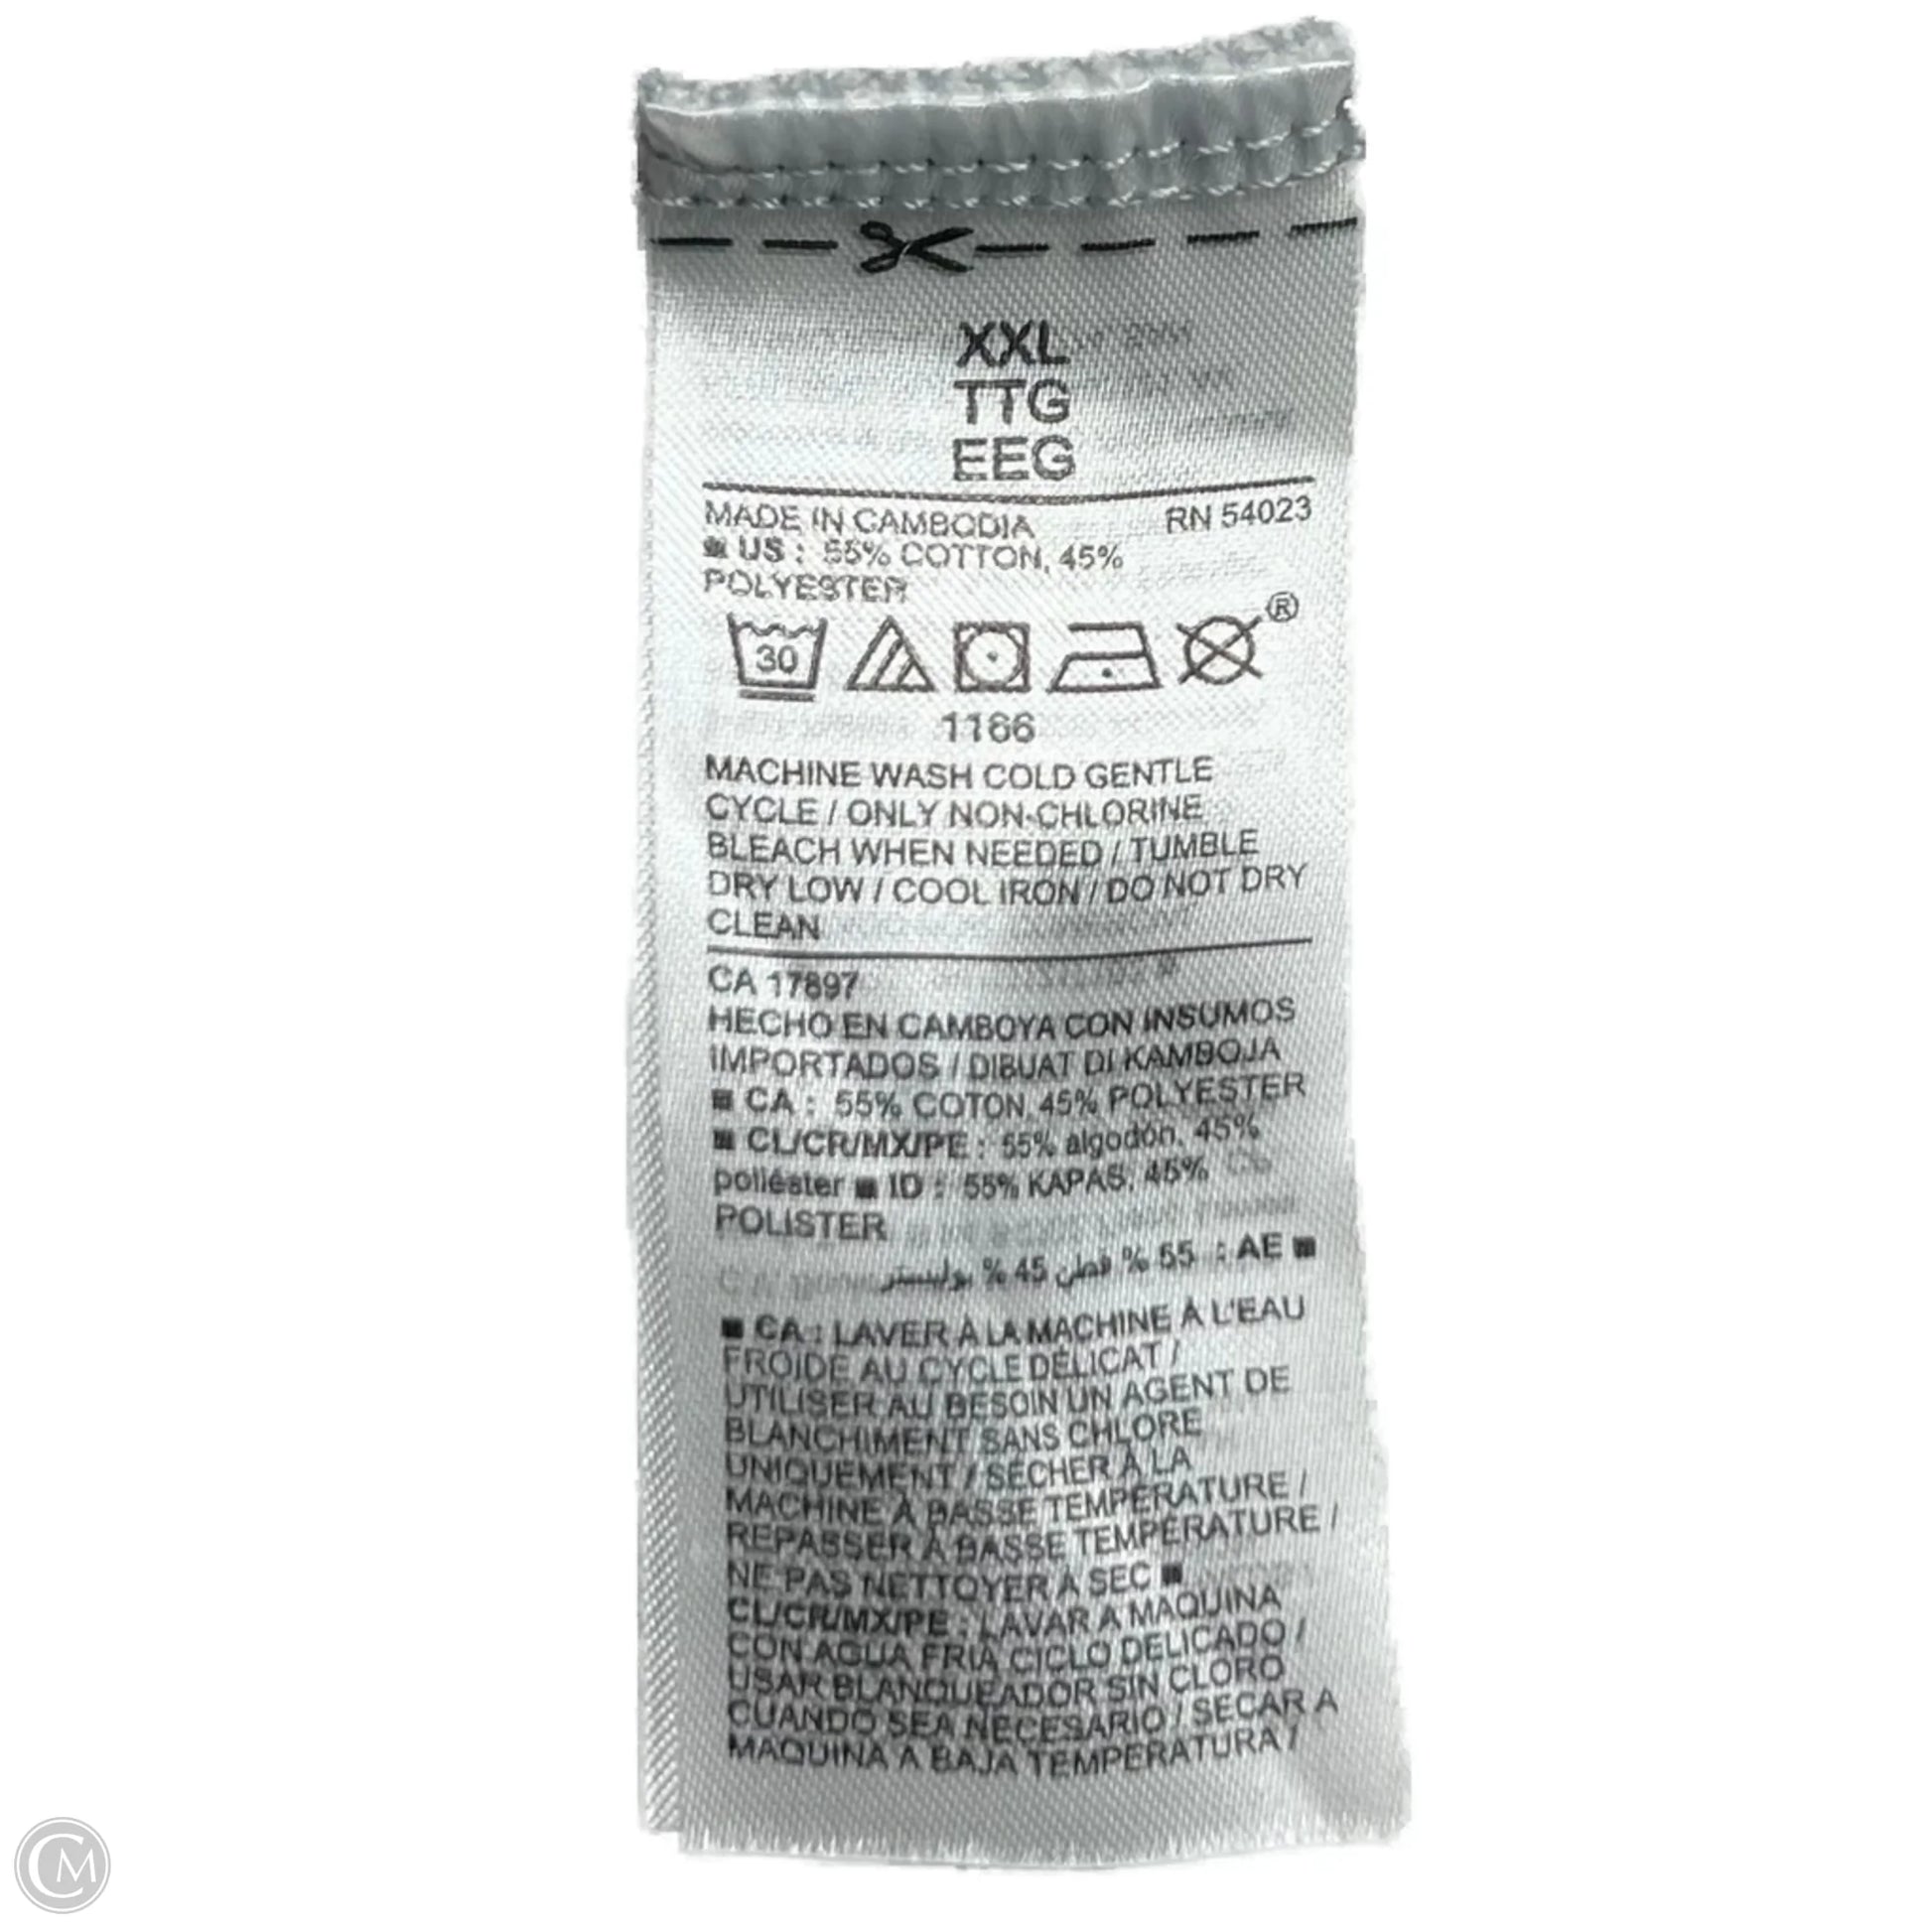 XXL
TTG
EEG
MADE IN CAMBODIA RN 54023
■ US : 55% COTTON, 45%
POLYESTER
30 ®
1166
MACHINE WASH COLD GENTLE
CYCLE / ONLY NON-CHLORINE
BLEACH WHEN NEEDED / TUMBLE
DRY LOW / COOL IRON / DO NOT DRY
CLEAN
CA 17897
HECHO EN CAMBOYA CON INSUMOS
IMPORTADOS / DIBUAT DI KAMBOJA
■ CA : 55% COTON, 45% POLYESTER
■ CL/CR/MX/PE : 55% algodón, 45%
poliéster ■ ID : 55% KAPAS, 45%
POLISTER
■ AE : 55 % قطن 45 % بوليستر
■ CA : LAVER À LA MACHINE À L'EAU
FROIDE AU CYCLE DÉLICAT /
UTILISER AU BESOIN UN AGENT DE
BLANCHIMENT SANS CHLORE
UNIQUEMENT / SÉCHER À LA
MACHINE À BASSE TEMPÉRATURE /
REPASSER À BASSE TEMPÉRATURE /
NE PAS NETTOYER À SEC ■
CL/CR/MX/PE : LAVAR A MAQUINA
CON AGUA FRIA CICLO DELICADO /
USAR BLANQUEADOR SIN CLORO
CUANDO SEA NECESARIO / SECAR A
MAQUINA A BAJA TEMPERATURA /
CM